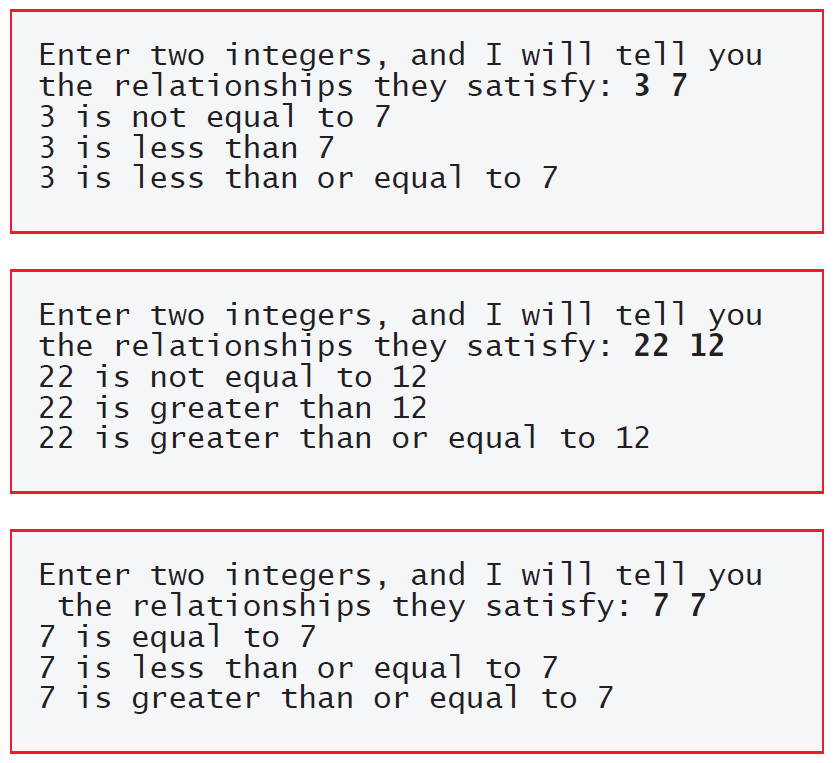 Enter two integers, and I will tell you
the relationships they satisfy: 3 7
3 is not equal to 7
3 is less than 7
3 is less than or equal to 7
Enter two integers, and I will tell you
the relationships they satisfy: 22 12
22 is not equal to 12
22 is greater than 12
22 is greater than or equal to 12
Enter two integers, and I will tell you
the relationships they satisfy: 7 7
7 is equal to 7
7 is less than or equal to 7
7 is greater than or equal to 7